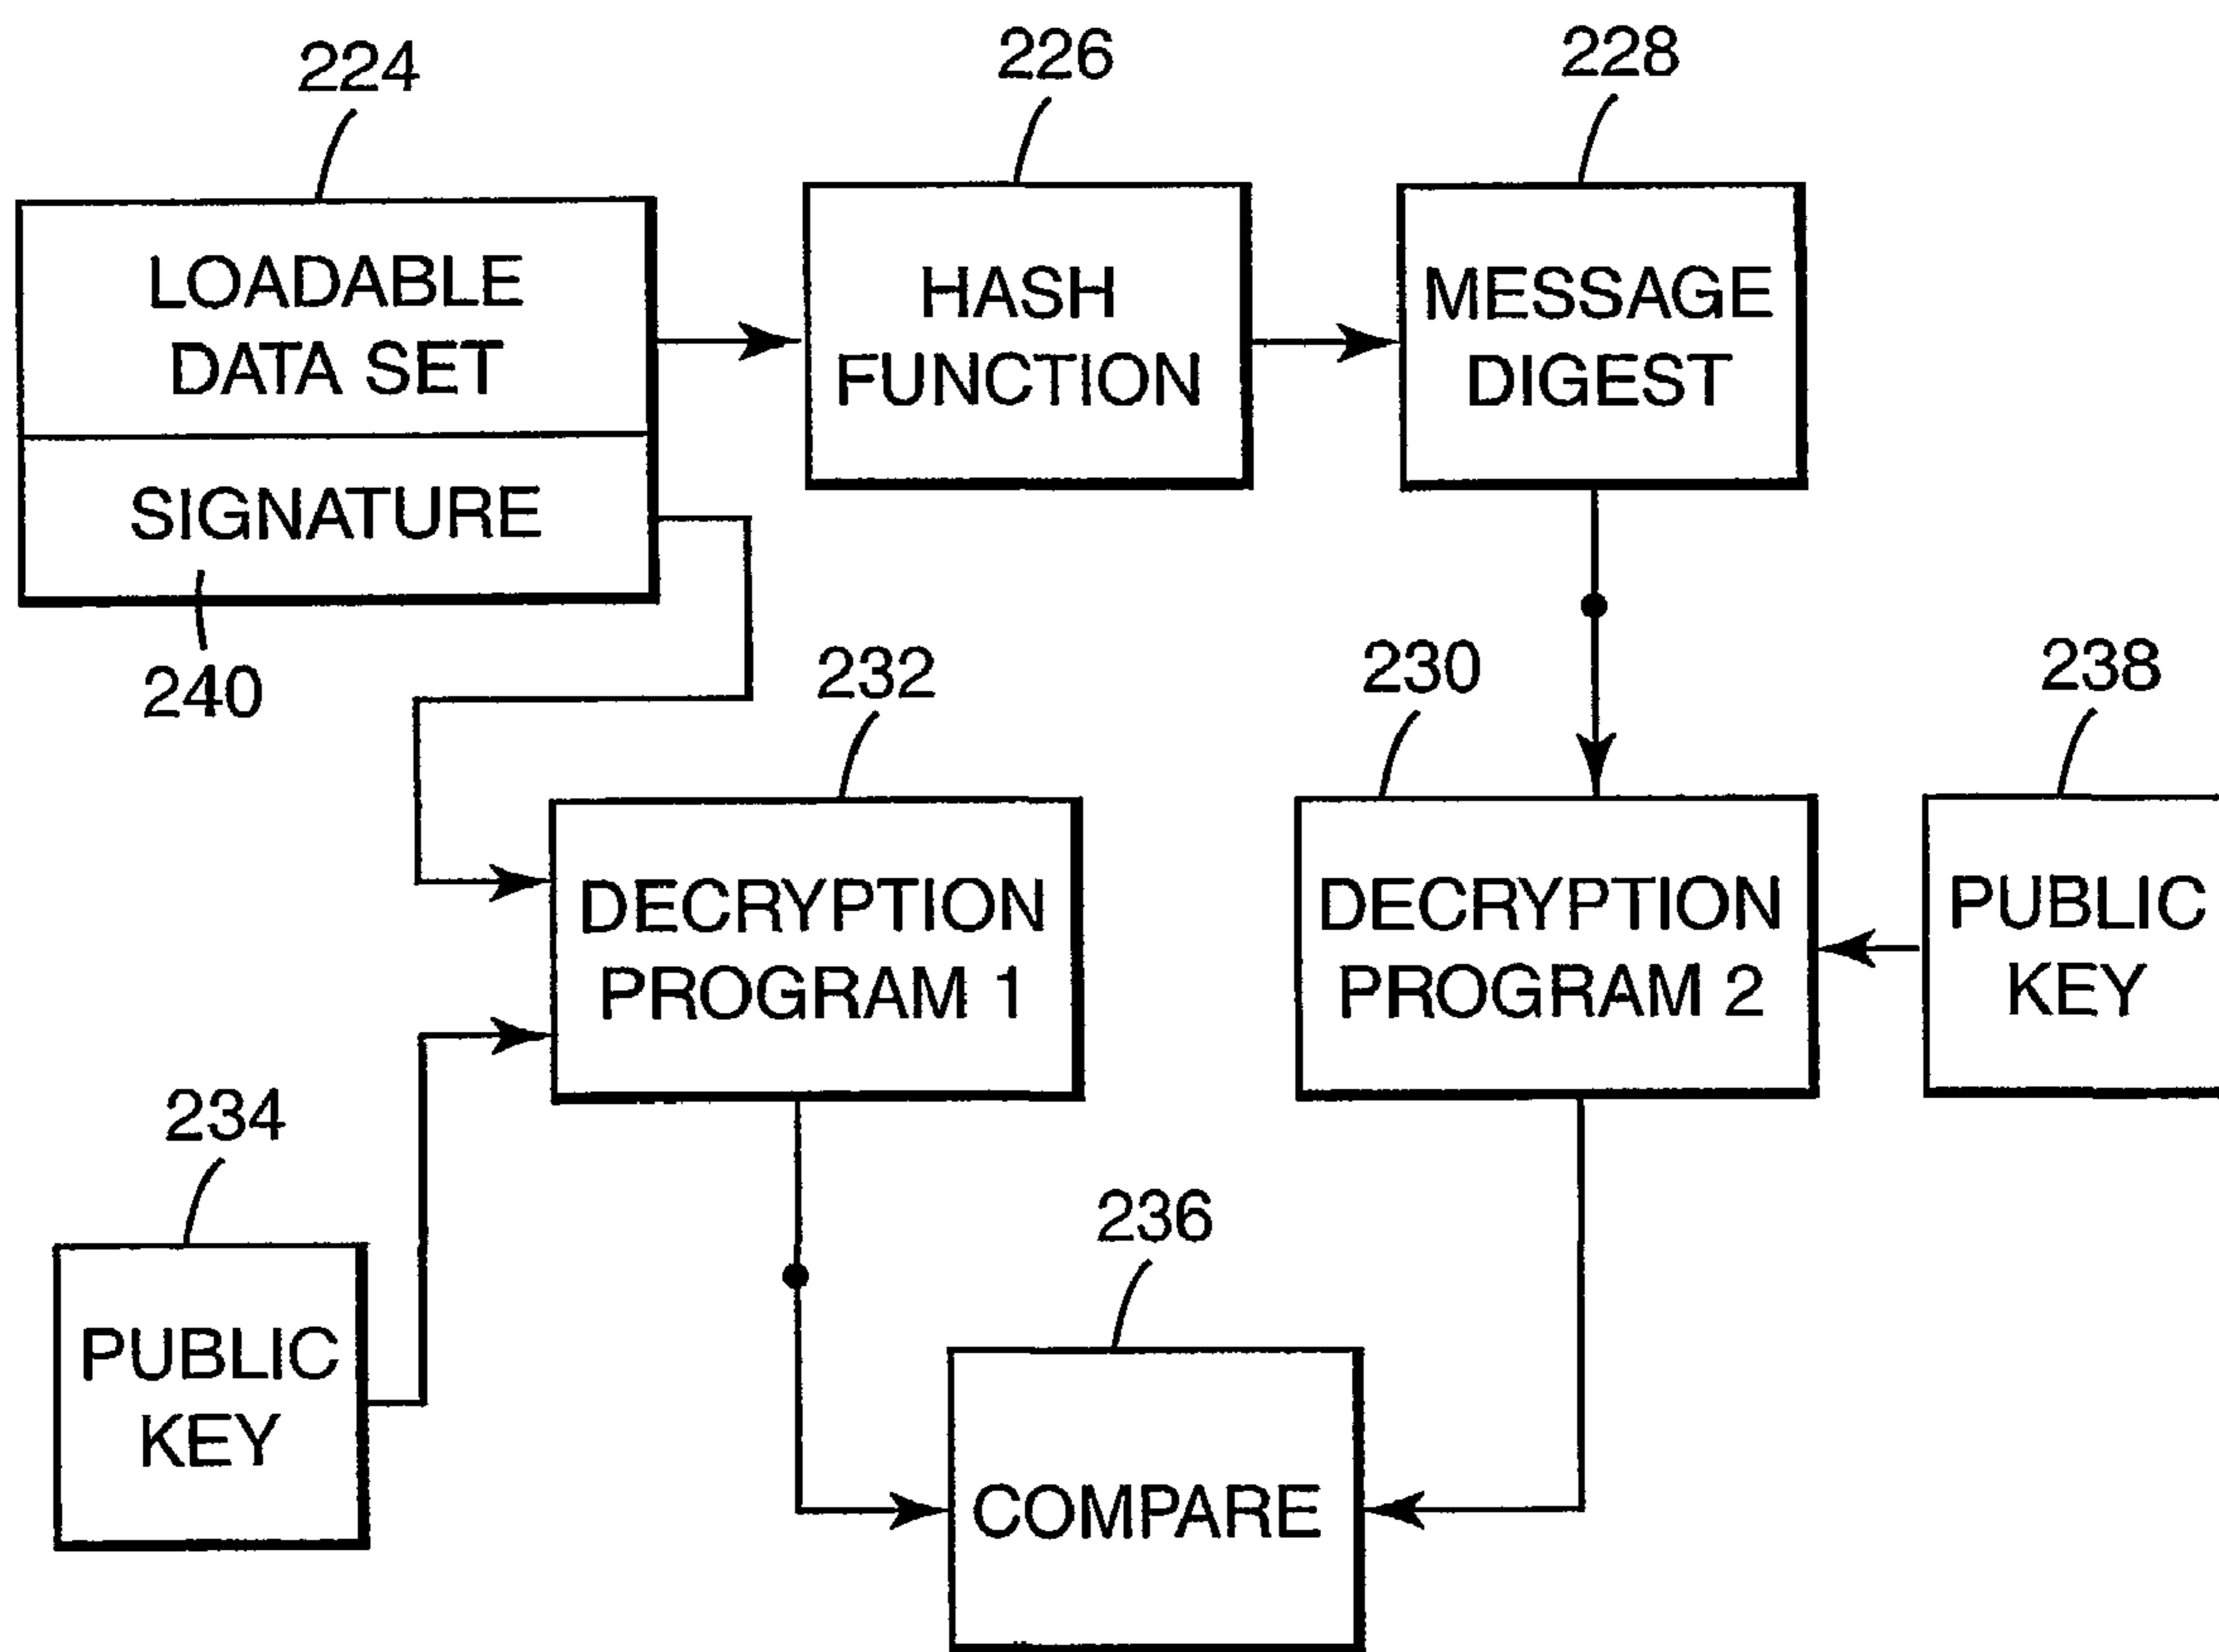 224
226
228
LOADABLE
DATA SET
HASH
FUNCTION
MESSAGE
DIGEST
SIGNATURE
240
232
230
238
DECRYPTION
PROGRAM 1
DECRYPTION
PROGRAM 2
PUBLIC
KEY
234
236
PUBLIC
KEY
COMPARE